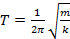 T = 1/2π √m/k